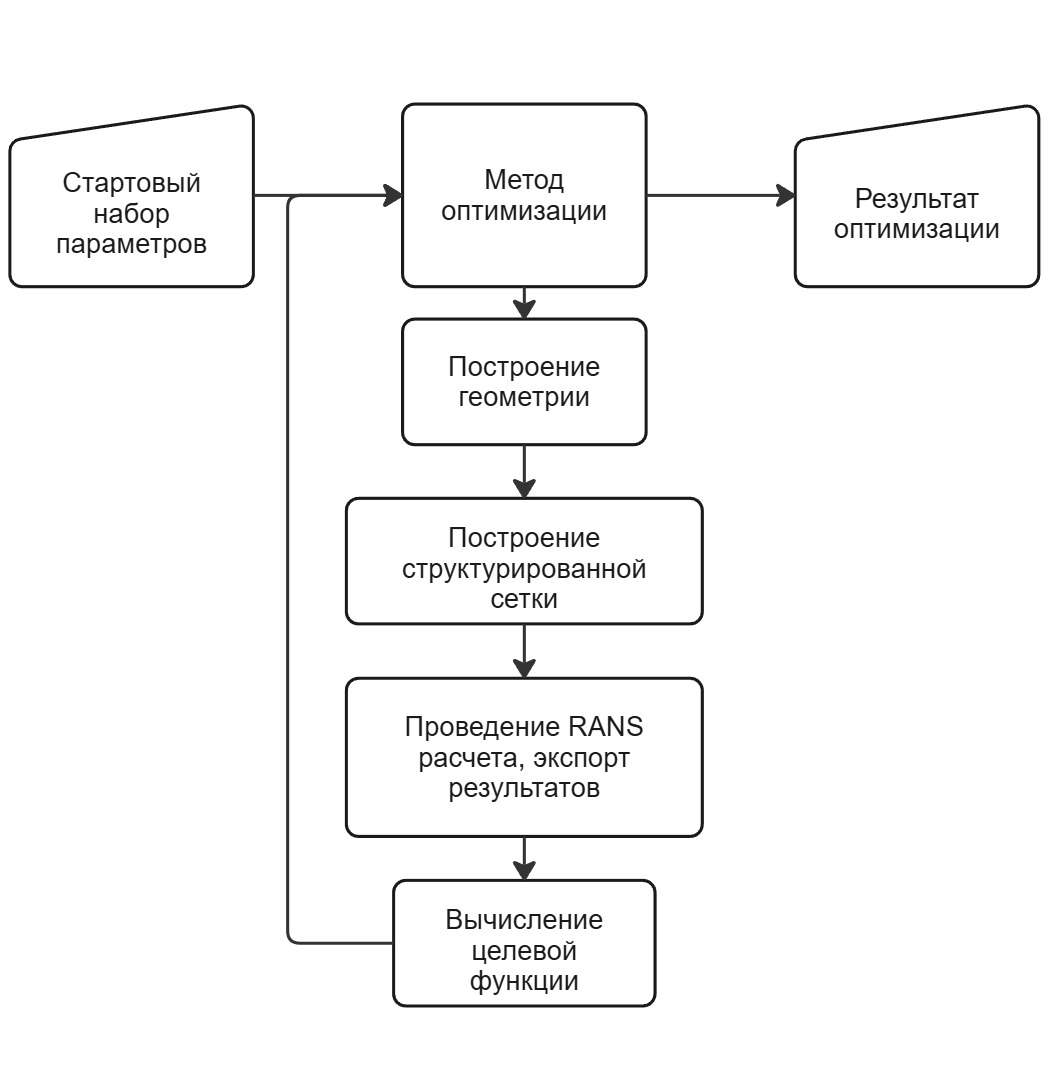 Стартовый
набор
параметров
Метод
оптимизации
Результат
оптимизации
Построение
геометрии
Построение
структурированной
сетки
Проведение RANS
расчета, экспорт
результатов
Вычисление
целевой
функции